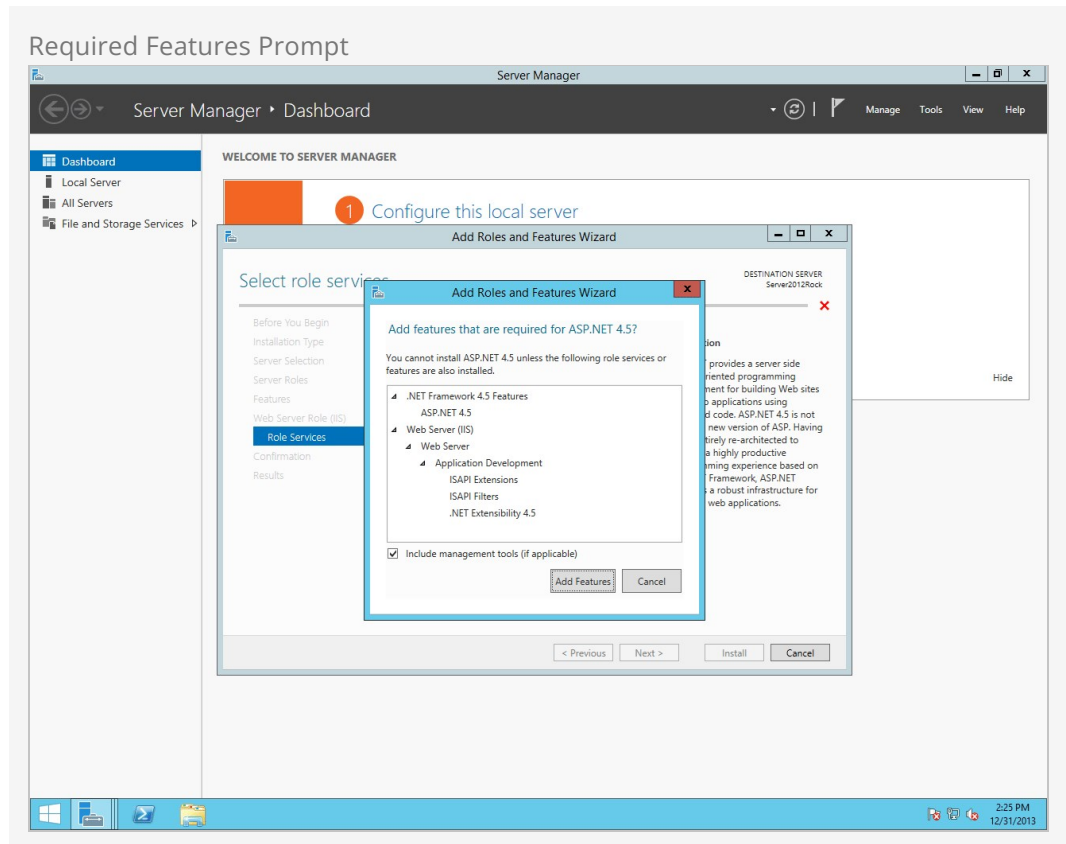 Required Features Prompt
Server Manager
Server Manager • Dashboard
Manage Tools View Help
Dashboard
Local Server
All Servers
File and Storage Services
WELCOME TO SERVER MANAGER
1 Configure this local server
Hide
Add Roles and Features Wizard
Select role
DESTINATION SERVER
Server2012Rock
Before You Begin
Installation Type
Server Selection
Server Roles
Features
Web Server Role (IIS)
Role Services
Confirmation
Results
Add Roles and Features Wizard
Add features that are required for ASP.NET 4.5?
You cannot install ASP.NET 4.5 unless the following role services or
features are also installed.
.NET Framework 4.5 Features
ASP.NET 4.5
Web Server (IIS)
Web Server
Application Development
ISAPI Extensions
ISAPI Filters
.NET Extensibility 4.5
Include management tools (if applicable)
Add Features Cancel
provides a server side
programming
for building Web sites
applications using
code. ASP.NET 4.5 is not
new version of ASP. Having
re-architected to
a highly productive
experience based on
Framework, ASP.NET
a robust infrastructure for
web applications.
< Previous Next > Install Cancel
2:25 PM
12/31/2013